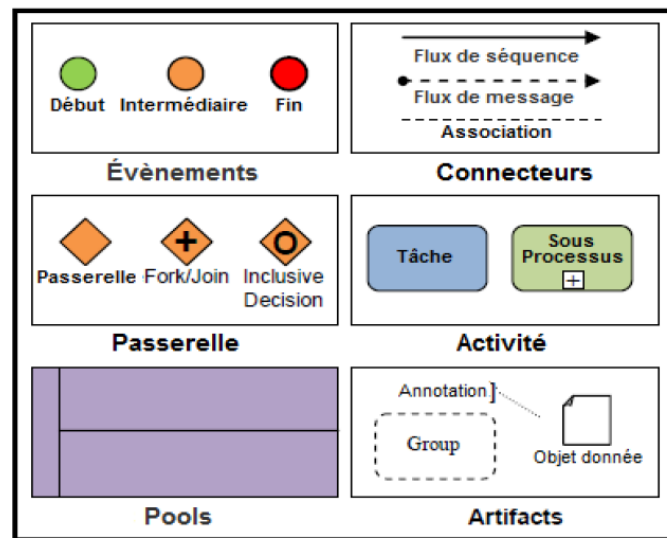 Début Intermédiaire Fin
Évènements
Flux de séquence
Flux de message
Association
Connecteurs
Passerelle Fork/Join Inclusive
Decision
Passerelle
Tâche
Sous
Processus
Activité
Pools
Annotation
Group
Objet donnée
Artifacts